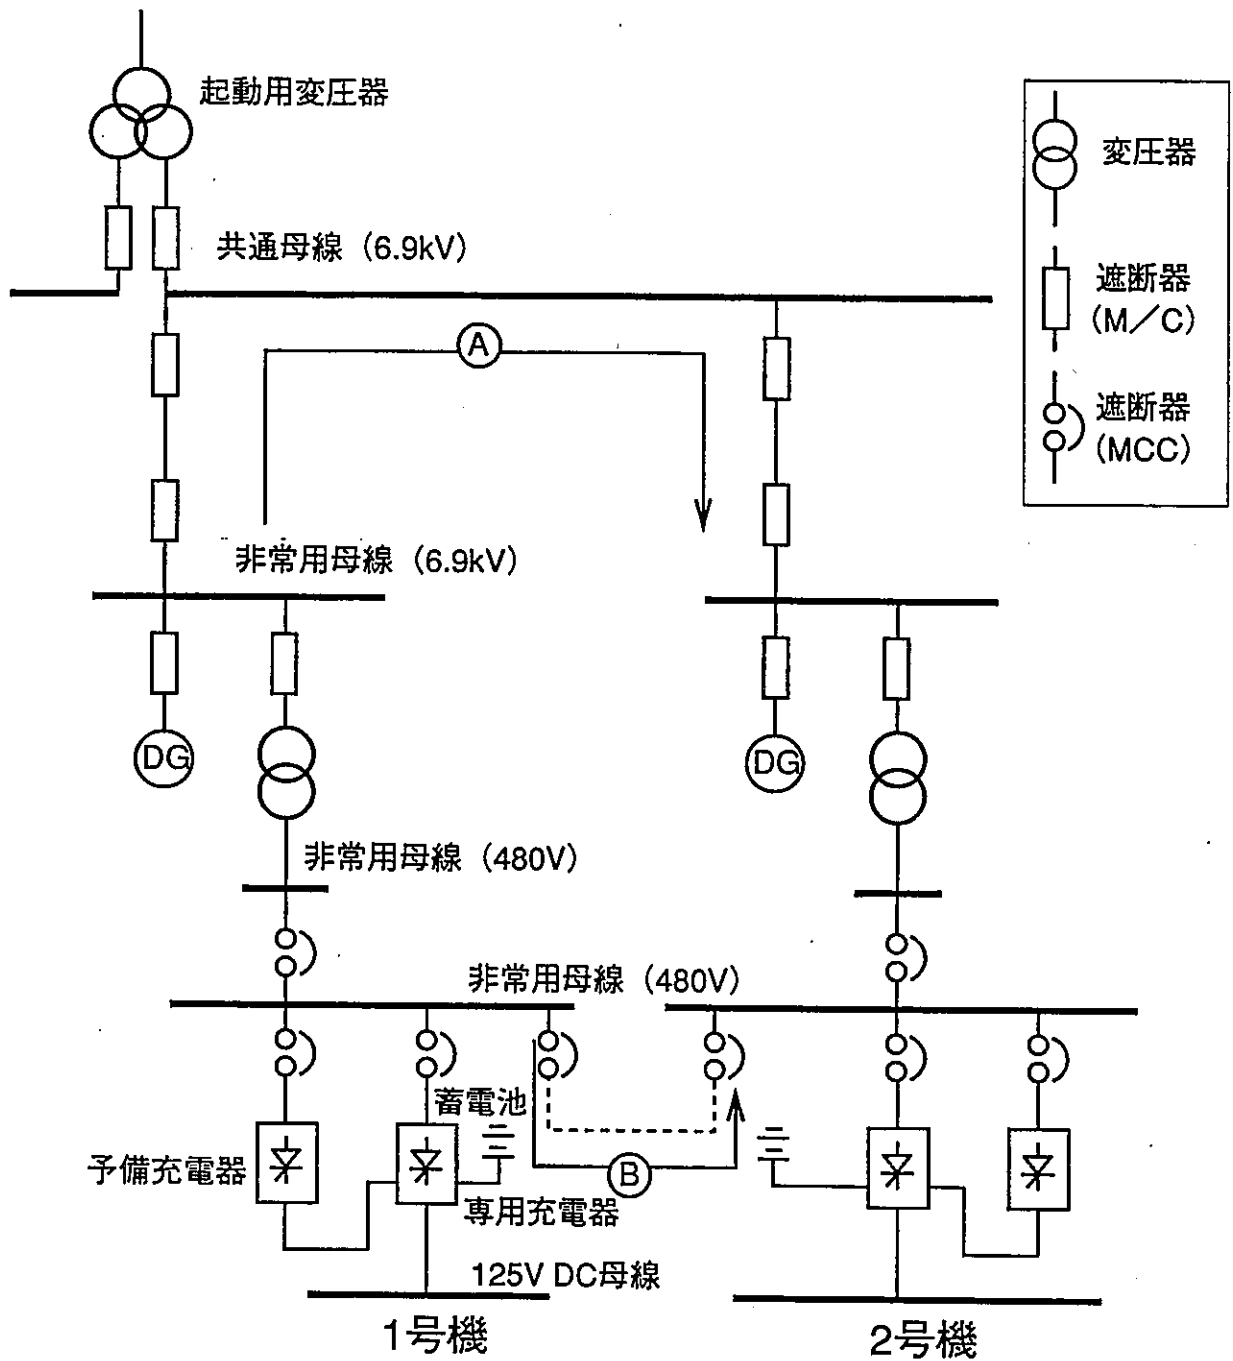 起動用変圧器
変圧器
共通母線（6.9kV）
遮断器
（M／C）
A
遮断器
（MCC）
非常用母線（6.9kV）
DG
DG
非常用母線（480V）
非常用母線（480V）
蓄電池
予備充電器
B
専用充電器
125V DC母線
1号機
2号機